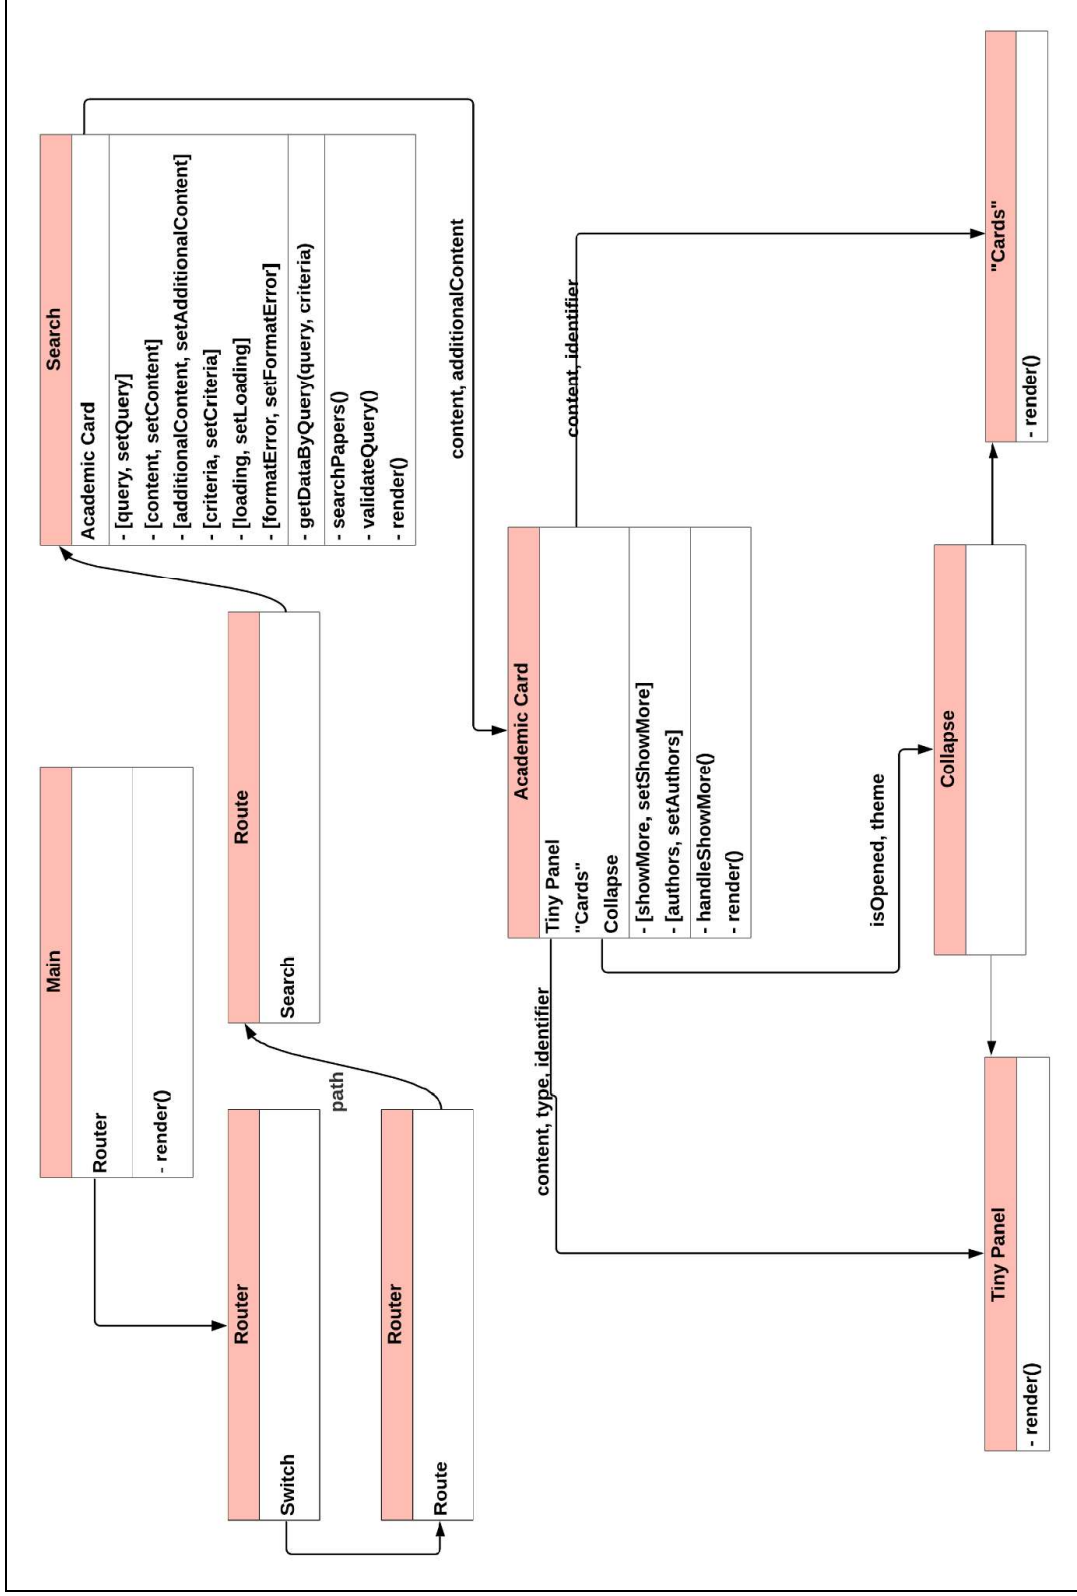 Main
Router
- render()
Router
Switch
Router
Route
path
Route
Search
Search
Academic Card
- [query, setQuery]
- [content, setContent]
- [additionalContent, setAdditionalContent]
- [criteria, setCriteria]
- [loading, setLoading]
- [formatError, setFormatError]
- getDataByQuery(query, criteria)
- searchPapers()
- validateQuery()
- render()
content, additionalContent
Academic Card
Tiny Panel
"Cards"
Collapse
- [showMore, setShowMore]
- [authors, setAuthors]
- handleShowMore()
- render()
content, type, identifier
content, identifier
isOpened, theme
Collapse
Tiny Panel
- render()
"Cards"
- render()